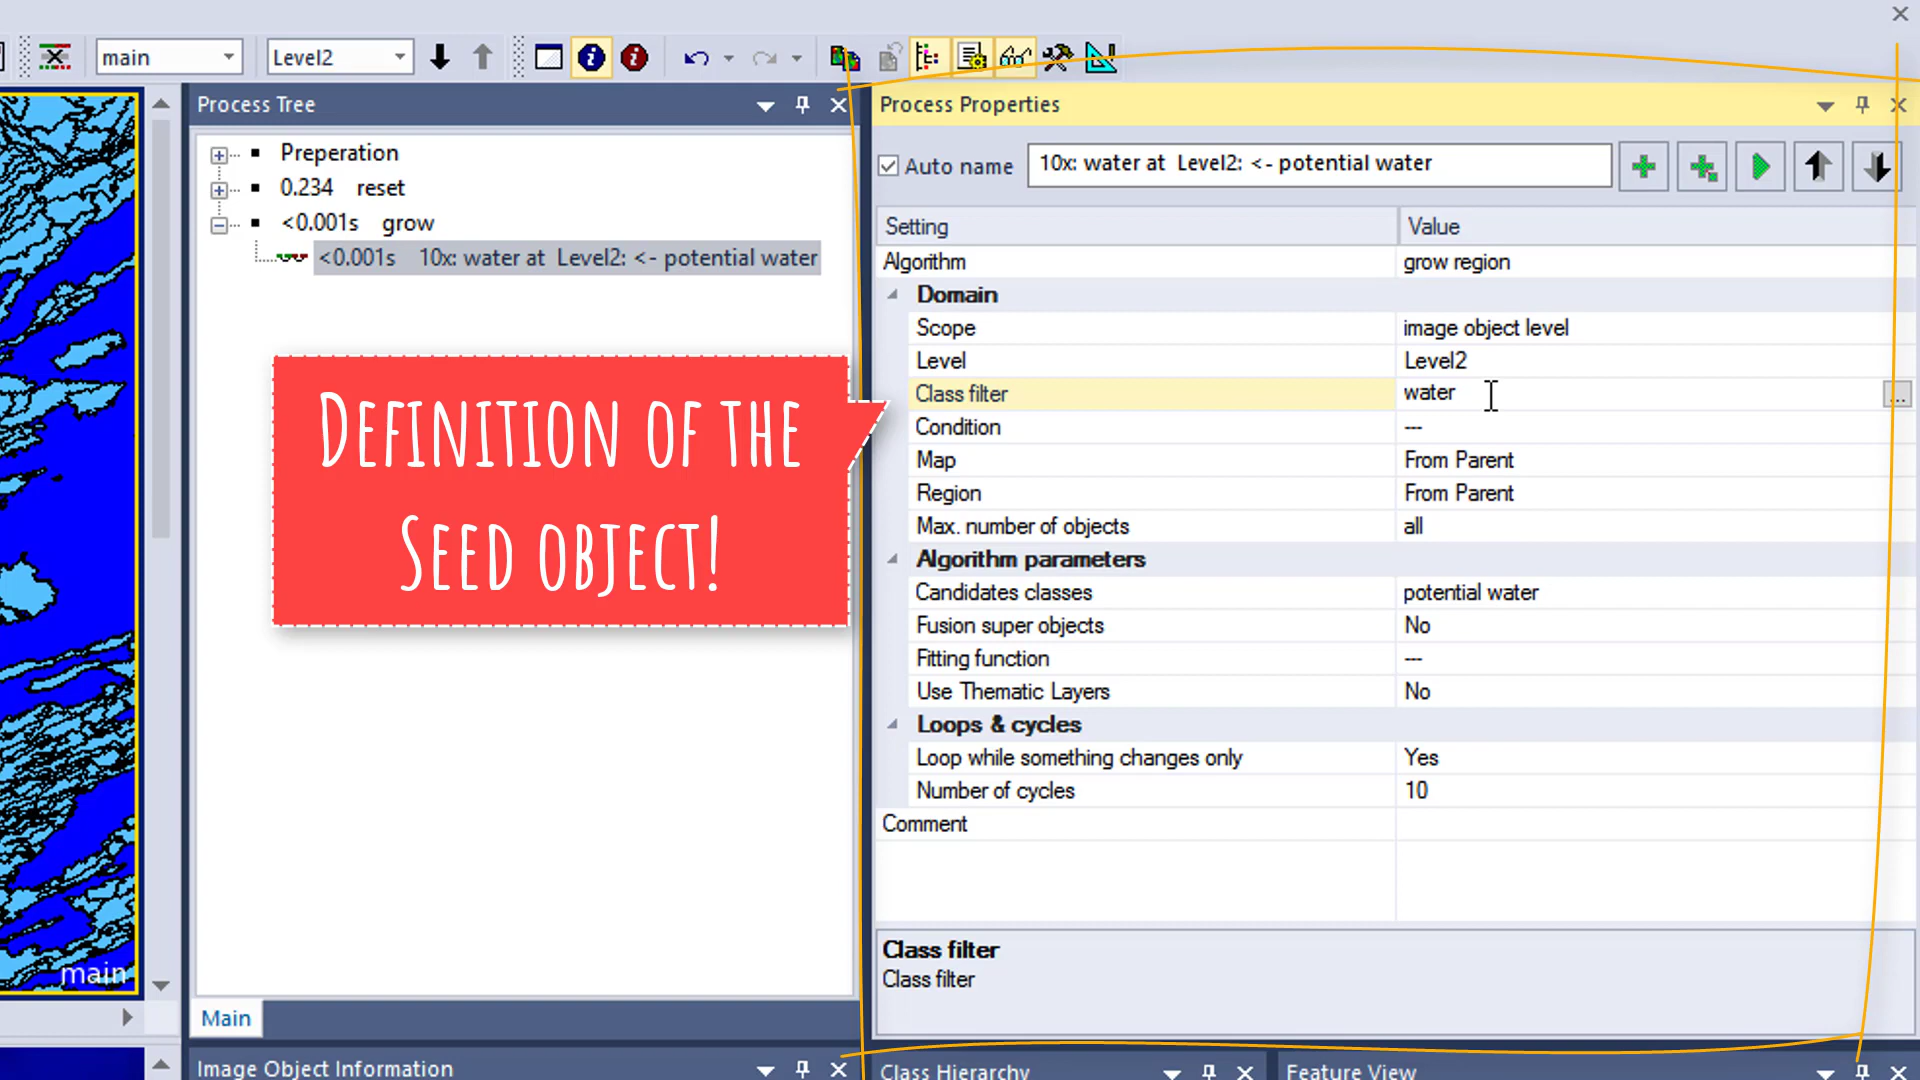 main
Level2
Process Tree
Preperation
0.234 reset
<0.001s grow
<0.001s 10x: water at Level2: <- potential water
Definition of the
Seed object!
main
Main
Image Object Information
Process Properties
Auto name
10x: water at Level2: <- potential water
Setting Value
Algorithm grow region
Domain
Scope image object level
Level Level2
Class filter water ...
Condition ---
Map From Parent
Region From Parent
Max. number of objects all
Algorithm parameters
Candidates classes potential water
Fusion super objects No
Fitting function ---
Use Thematic Layers No
Loops & cycles
Loop while something changes only Yes
Number of cycles 10
Comment
Class filter
Class filter
Class Hierarchy
Feature View